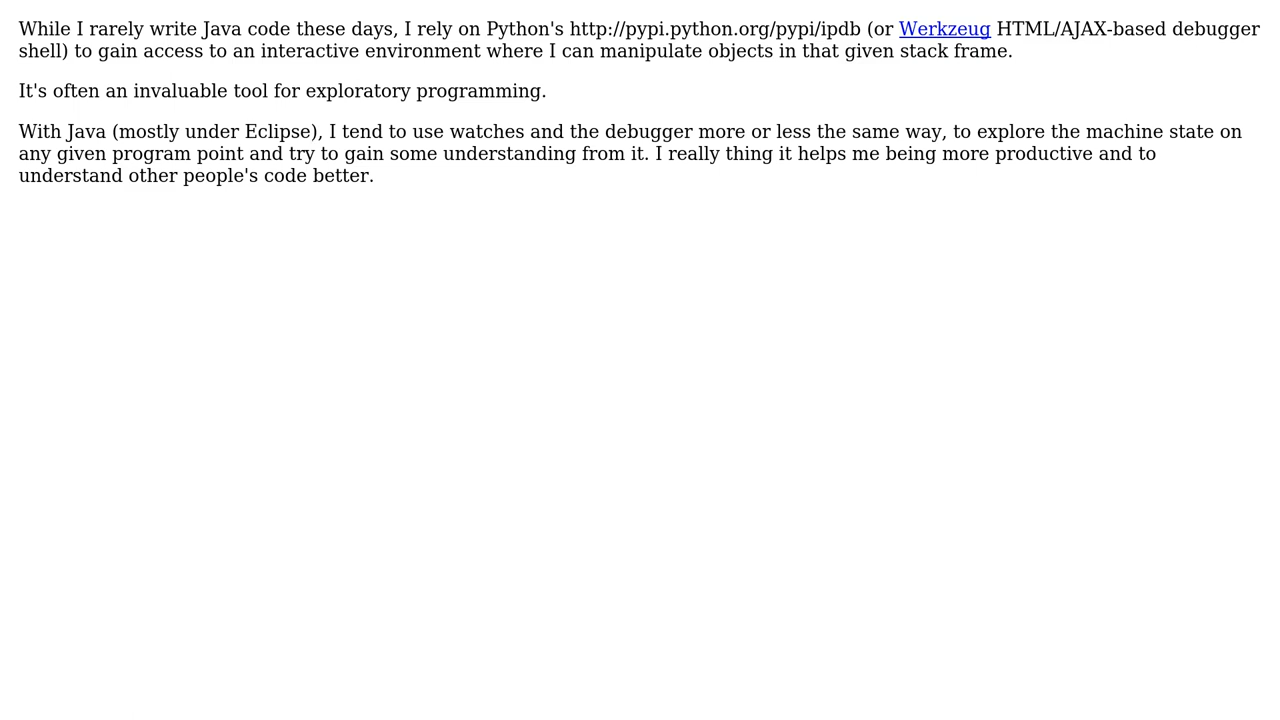 While I rarely write Java code these days, I rely on Python's http://pypi.python.org/pypi/ipdb (or Werkzeug HTML/AJAX-based debugger
shell) to gain access to an interactive environment where I can manipulate objects in that given stack frame.
It's often an invaluable tool for exploratory programming.
With Java (mostly under Eclipse), I tend to use watches and the debugger more or less the same way, to explore the machine state on
any given program point and try to gain some understanding from it. I really thing it helps me being more productive and to
understand other people's code better.